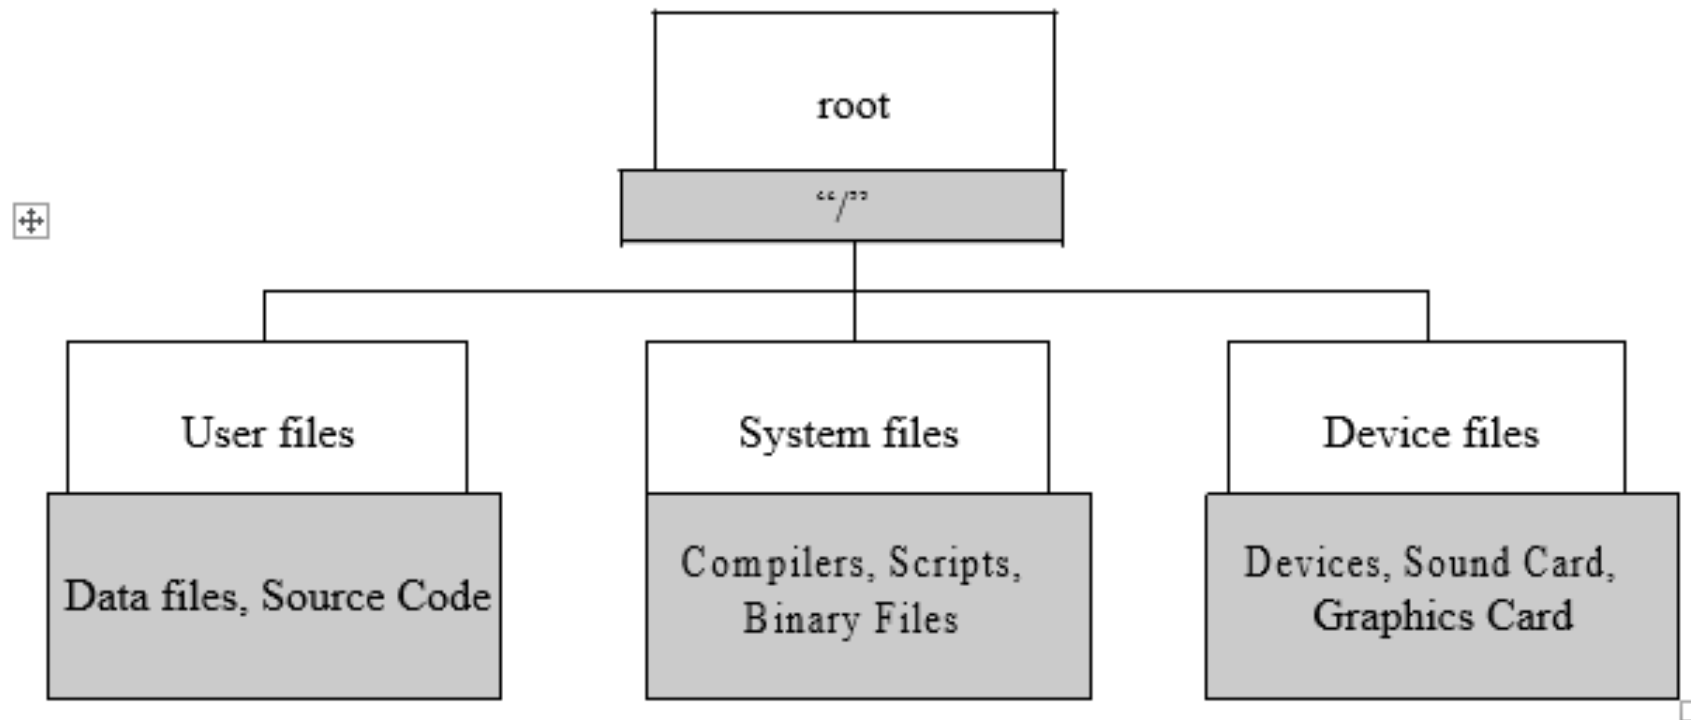 root
“/”
User files
System files
Device files
Data files, Source Code
Compilers, Scripts,
Binary Files
Devices, Sound Card,
Graphics Card